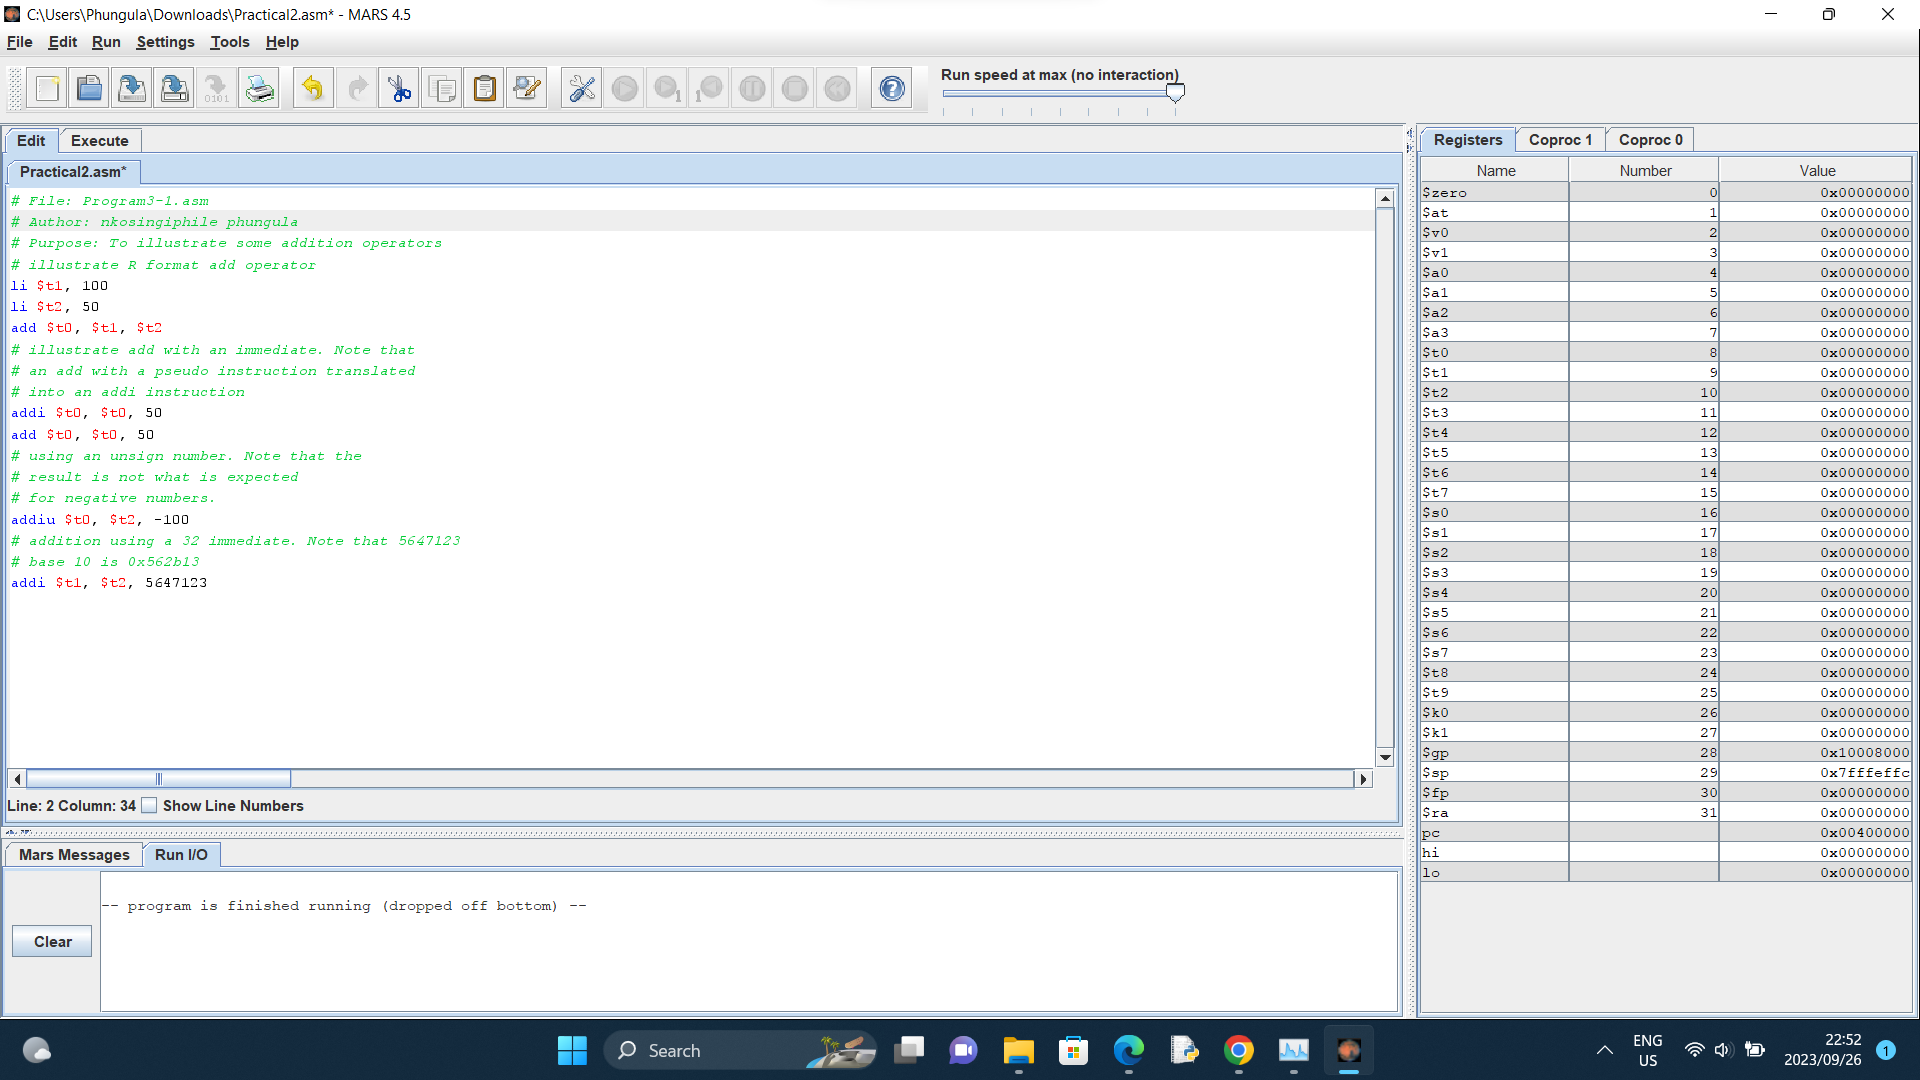 C:\Users\Phungula\Downloads\Practical2.asm* - MARS 4.5
File Edit Run Settings Tools Help
Run speed at max (no interaction)
Edit Execute
Practical2.asm*
# File: Program3-1.asm
# Author: nkosingiphile phungula
# Purpose: To illustrate some addition operators
# illustrate R format add operator
li $t1, 100
li $t2, 50
add $t0, $t1, $t2
# illustrate add with an immediate. Note that
# an add with a pseudo instruction translated
# into an addi instruction
addi $t0, $t0, 50
add $t0, $t0, 50
# using an unsign number. Note that the
# result is not what is expected
# for negative numbers.
addiu $t0, $t2, -100
# addition using a 32 immediate. Note that 5647123
# base 10 is 0x562b13
addi $t1, $t2, 5647123
Line: 2 Column: 34 Show Line Numbers
Mars Messages Run I/O
-- program is finished running (dropped off bottom) --
Clear
Registers Coproc 1 Coproc 0
Name Number Value
$zero 0 0x00000000
$at 1 0x00000000
$v0 2 0x00000000
$v1 3 0x00000000
$a0 4 0x00000000
$a1 5 0x00000000
$a2 6 0x00000000
$a3 7 0x00000000
$t0 8 0x00000000
$t1 9 0x00000000
$t2 10 0x00000000
$t3 11 0x00000000
$t4 12 0x00000000
$t5 13 0x00000000
$t6 14 0x00000000
$t7 15 0x00000000
$s0 16 0x00000000
$s1 17 0x00000000
$s2 18 0x00000000
$s3 19 0x00000000
$s4 20 0x00000000
$s5 21 0x00000000
$s6 22 0x00000000
$s7 23 0x00000000
$t8 24 0x00000000
$t9 25 0x00000000
$k0 26 0x00000000
$k1 27 0x00000000
$gp 28 0x10008000
$sp 29 0x7fffeffc
$fp 30 0x00000000
$ra 31 0x00000000
pc 0x00400000
hi 0x00000000
lo 0x00000000
Search
ENG
US
22:52
2023/09/26
1